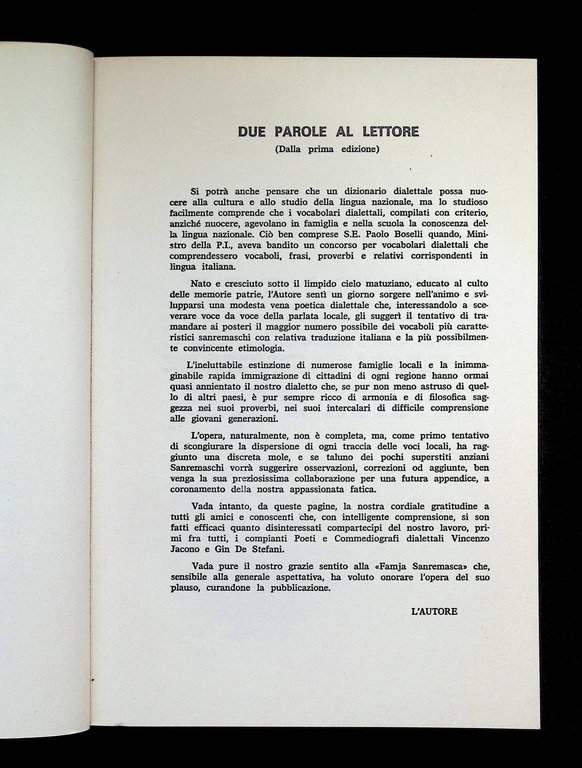 DUE PAROLE AL LETTORE
(Dalla prima edizione)
Si potrà anche pensare che un dizionario dialettale possa nuo-
cere alla cultura e allo studio della lingua nazionale, ma lo studioso
facilmente comprende che i vocabolari dialettali, compilati con criterio,
anziché nuocere, agevolano in famiglia e nella scuola la conoscenza del-
la lingua nazionale. Ciò ben comprese S.E. Paolo Boselli quando, Mini-
stro della P.I., aveva bandito un concorso per vocabolari dialettali che
comprendessero vocaboli, frasi, proverbi e relativi corrispondenti in
lingua italiana.
Nato e cresciuto sotto il limpido cielo matuziano, educato al culto
delle memorie patrie, l'Autore sentì un giorno sorgere nell'animo e svi-
lupparsi una modesta vena poetica dialettale che, interessandolo a sce-
verare voce da voce della parlata locale, gli suggerì il tentativo di tra-
mandare ai posteri il maggior numero possibile dei vocaboli più caratte-
ristici sanremaschi con relativa traduzione italiana e la più possibilmen-
te convincente etimologia.
L'ineluttabile estinzione di numerose famiglie locali e la inimma-
ginabile rapida immigrazione di cittadini di ogni regione hanno ormai
quasi annientato il nostro dialetto che, se pur non meno astruso di quel-
lo di altri paesi, è pur sempre ricco di armonia e di filosofica sag-
gezza nei suoi proverbi, nei suoi intercalari di difficile comprensione
alle giovani generazioni.
L'opera, naturalmente, non è completa, ma, come primo tentativo
di scongiurare la dispersione di ogni traccia delle voci locali, ha rag-
giunto una discreta mole, e se taluno dei pochi superstiti anziani
Sanremaschi vorrà suggerire osservazioni, correzioni od aggiunte, ben
venga la sua preziosissima collaborazione per una futura appendice, a
coronamento della nostra appassionata fatica.
Vada intanto, da queste pagine, la nostra cordiale gratitudine a
tutti gli amici e conoscenti che, con intelligente comprensione, si son
fatti efficaci quanto disinteressati compartecipi del nostro lavoro, pri-
mi fra tutti, i compianti Poeti e Commediografi dialettali Vincenzo
Jacono e Gin De Stefani.
Vada pure il nostro grazie sentito alla «Famja Sanremasca» che,
sensibile alla generale aspettativa, ha voluto onorare l'opera del suo
plauso, curandone la pubblicazione.
L'AUTORE